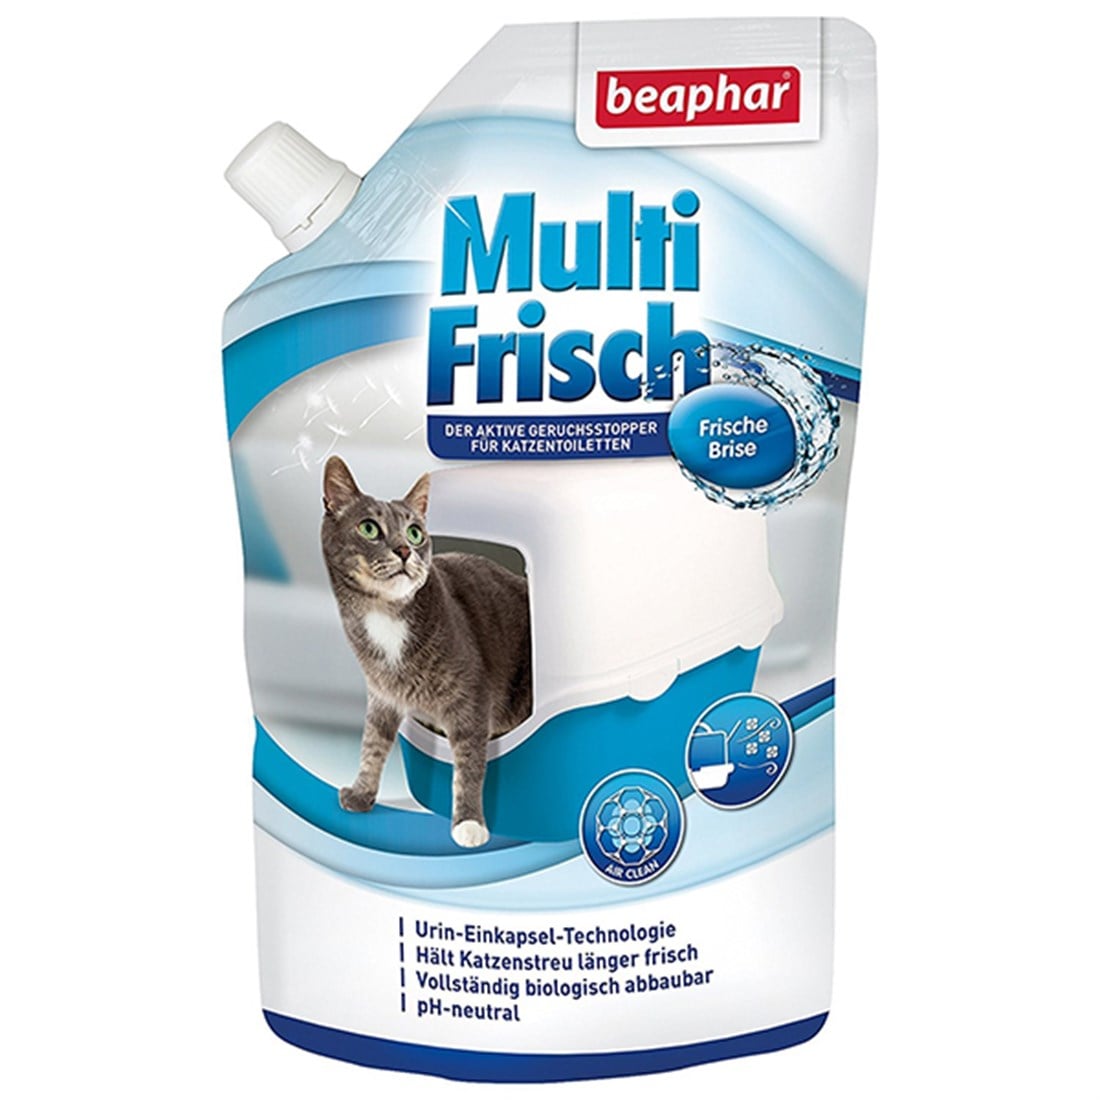 beaphar®
Multi
Frisch
DER AKTIVE GERUCHSSTOPPER
FÜR KATZENTOILETTEN
Frische
Brise
AIR CLEAN
Urin-Einkapsel-Technologie
Hält Katzenstreu länger frisch
Vollständig biologisch abbaubar
pH-neutral